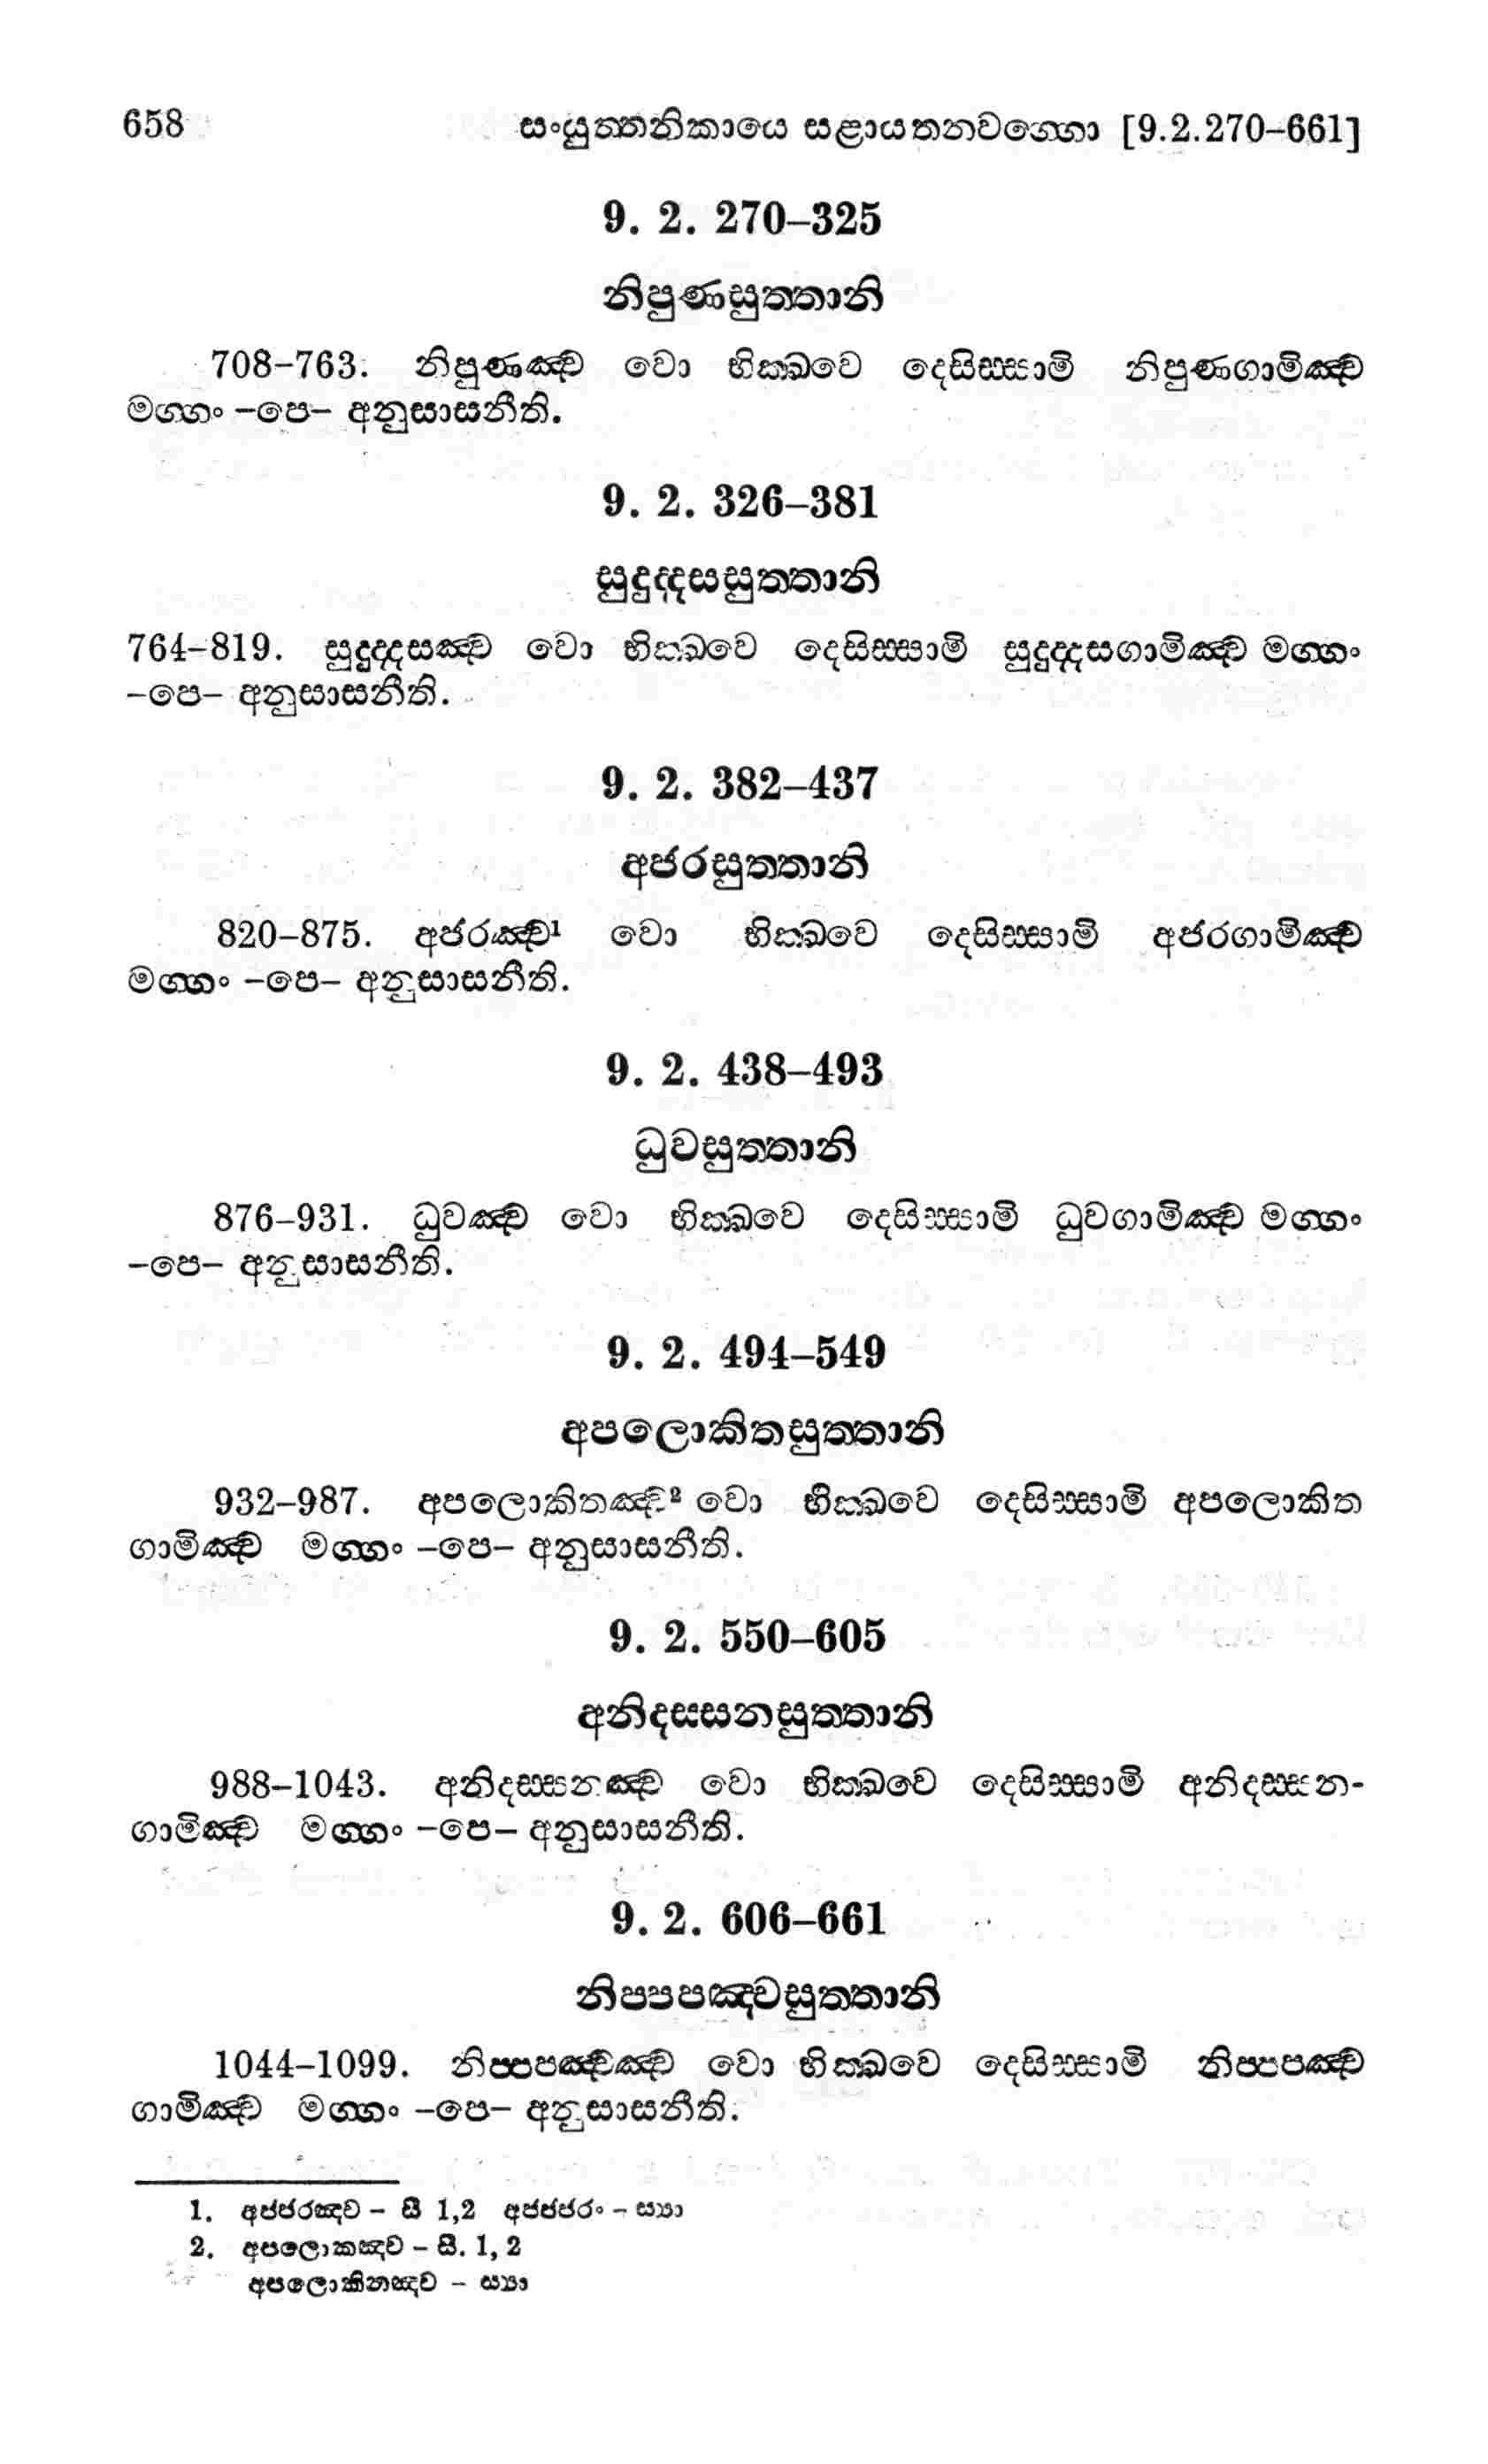 658 සංයුත්තනිකායෙ සළායතනවග්ගො [9.2.270–661]
9. 2. 270–325
නිපුණසුත්තානි
708–763. නිපුණඤ්ච වො භික්ඛවෙ දෙසිස්සාමි නිපුණගාමිඤ්ච
මග්ගං –පෙ– අනුසාසනීති.
9. 2. 326–381
සුදුද්දසසුත්තානි
764–819. සුදුද්දසඤ්ච වො භික්ඛවෙ දෙසිස්සාමි සුදුද්දසගාමිඤ්ච මග්ගං
–පෙ– අනුසාසනීති.
9. 2. 382–437
අජරසුත්තානි
820–875. අජරඤ්ච¹ වො භික්ඛවෙ දෙසිස්සාමි අජරගාමිඤ්ච
මග්ගං –පෙ– අනුසාසනීති.
9. 2. 438–493
ධුවසුත්තානි
876–931. ධුවඤ්ච වො භික්ඛවෙ දෙසිස්සාමි ධුවගාමිඤ්ච මග්ගං
–පෙ– අනුසාසනීති.
9. 2. 494–549
අපලොකිතසුත්තානි
932–987. අපලොකිතඤ්ච² වො භික්ඛවෙ දෙසිස්සාමි අපලොකිත
ගාමිඤ්ච මග්ගං –පෙ– අනුසාසනීති.
9. 2. 550–605
අනිදස්සනසුත්තානි
988–1043. අනිදස්සනඤ්ච වො භික්ඛවෙ දෙසිස්සාමි අනිදස්සන-
ගාමිඤ්ච මග්ගං –පෙ– අනුසාසනීති.
9. 2. 606–661
නිප්පපඤ්චසුත්තානි
1044–1099. නිප්පපඤ්චඤ්ච වො භික්ඛවෙ දෙසිස්සාමි නිප්පපඤ්ච
ගාමිඤ්ච මග්ගං –පෙ– අනුසාසනීති.
1. අජ්ජරඤ්ච – සී 1,2 අජජ්ජරං – ස්‍යා
2. අපලොකඤ්ච – සී. 1, 2
අපලොකිනඤ්ච – ස්‍යා